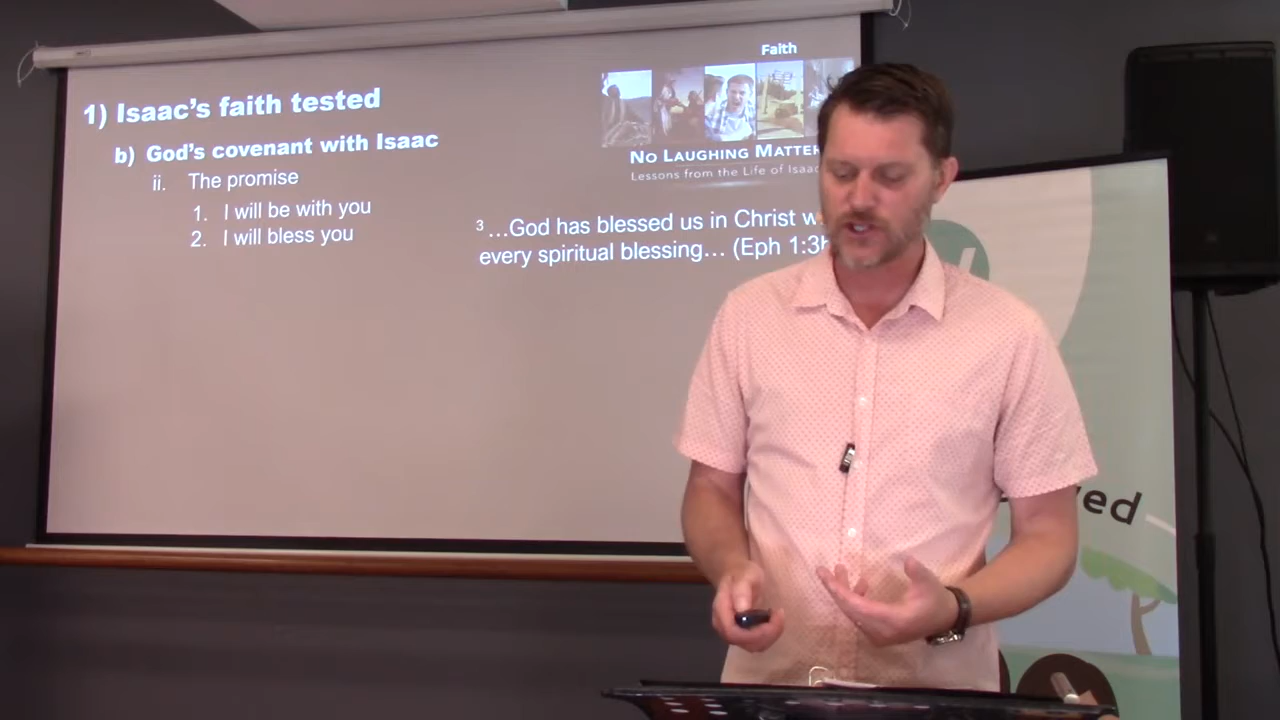 1) Isaac's faith tested
b) God's covenant with Isaac
ii. The promise
1. I will be with you
2. I will bless you
Faith
No Laughing Matter
Lessons from the Life of Isaac
3 …God has blessed us in Christ
every spiritual blessing… (Eph 1:3